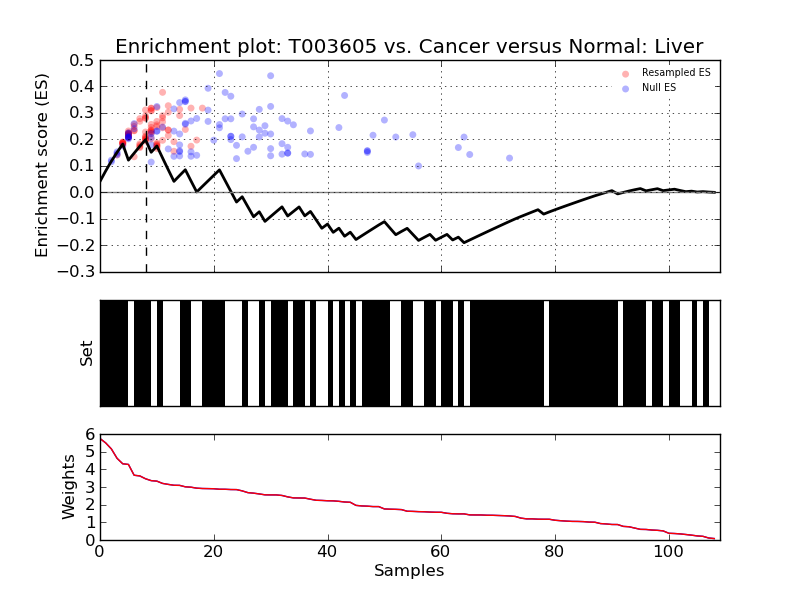 Enrichment plot: T003605 vs. Cancer versus Normal: Liver
Enrichment score (ES)
0.5
0.4
0.3
0.2
0.1
0.0
−0.1
−0.2
−0.3
Resampled ES
Null ES
Set
Weights
6
5
4
3
2
1
0
0 20 40 60 80 100
Samples